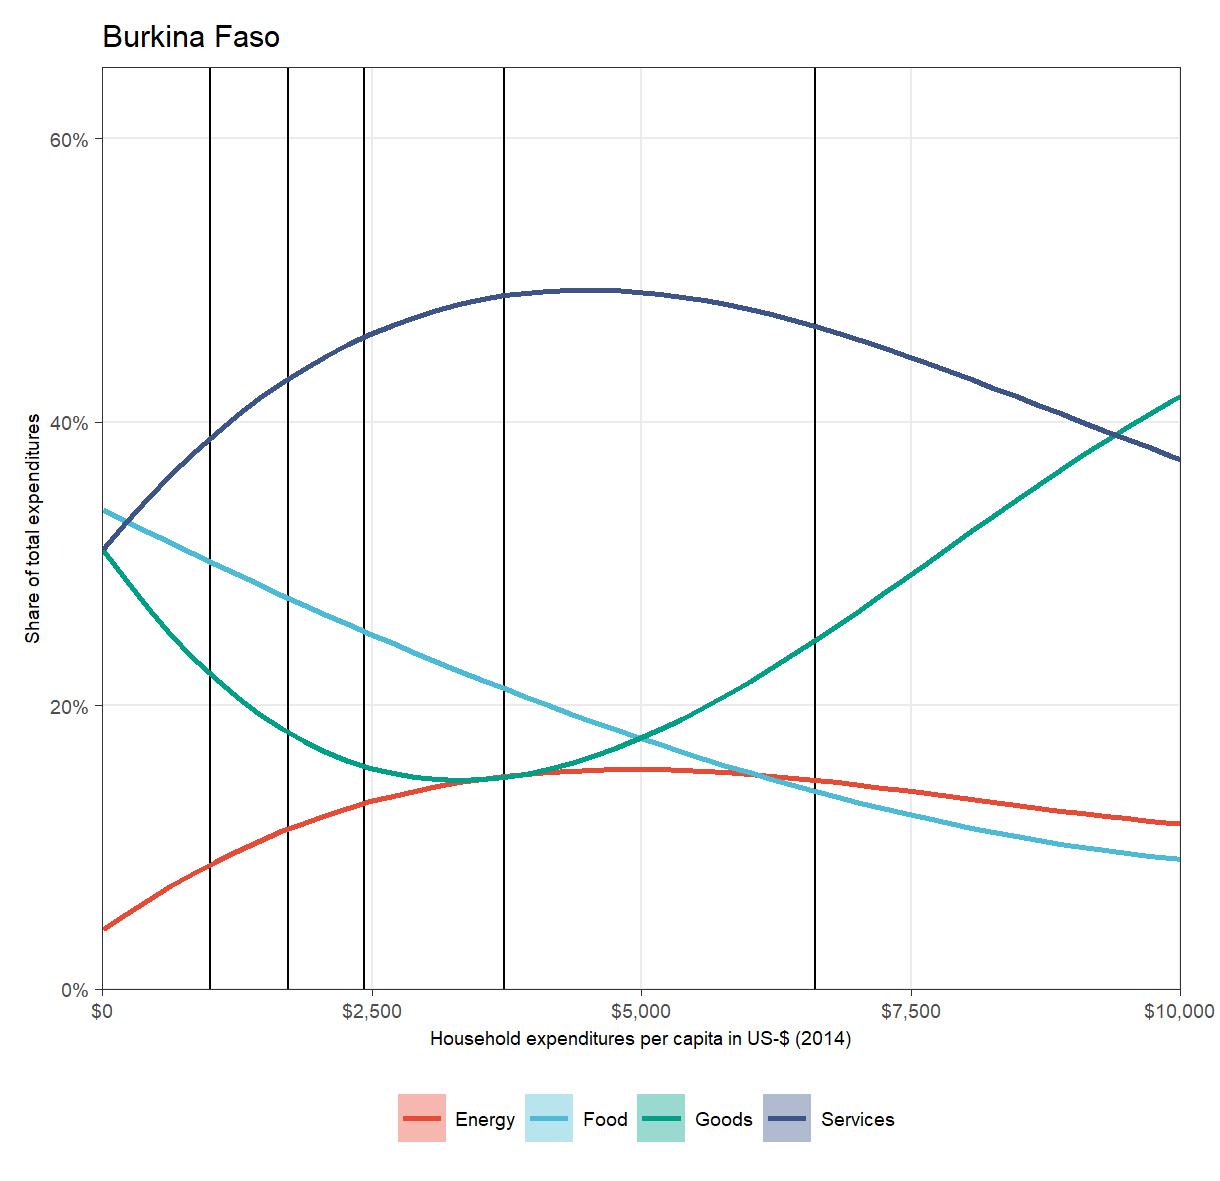 Burkina Faso
60%
40%
20%
0%
Share of total expenditures
$0 $2,500 $5,000 $7,500 $10,000
Household expenditures per capita in US-$ (2014)
Energy Food Goods Services